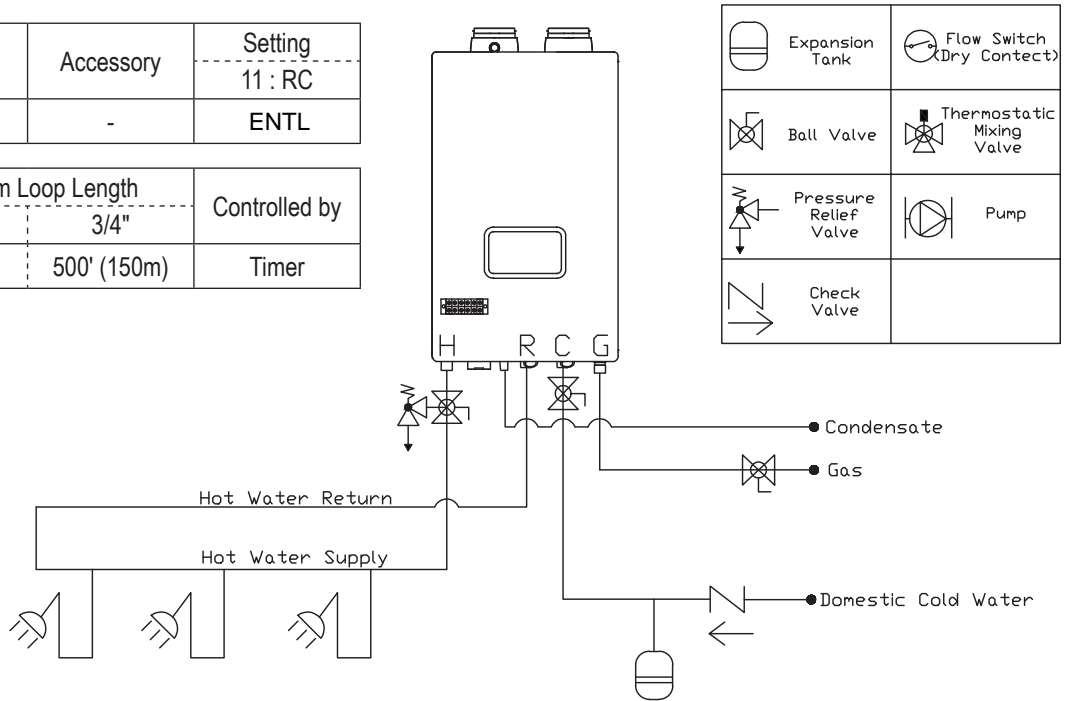 Accessory
Setting
11 : RC
-
ENTL
m Loop Length
Controlled by
3/4"
500' (150m)
Timer
Expansion
Tank
Flow Switch
(Dry Contect)
Ball Valve
Thermostatic
Mixing
Valve
Pressure
Relief
Valve
Pump
Check
Valve
H R C G
Condensate
Gas
Hot Water Return
Hot Water Supply
Domestic Cold Water